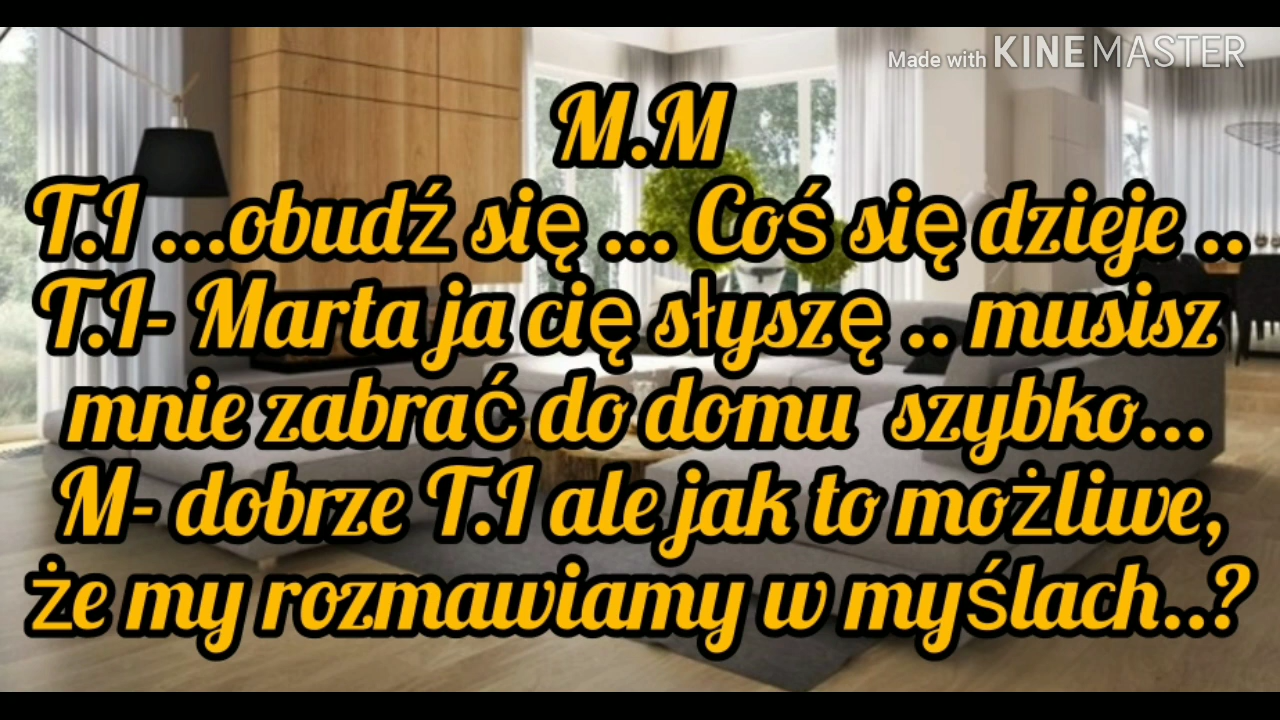 Made with KINEMASTER
M.M
T.I ...obudź się ... Coś się dzieje ..
T.I- Marta ja cię słyszę .. musisz
mnie zabrać do domu szybko...
M- dobrze T.I ale jak to możliwe,
że my rozmawiamy w myślach..?